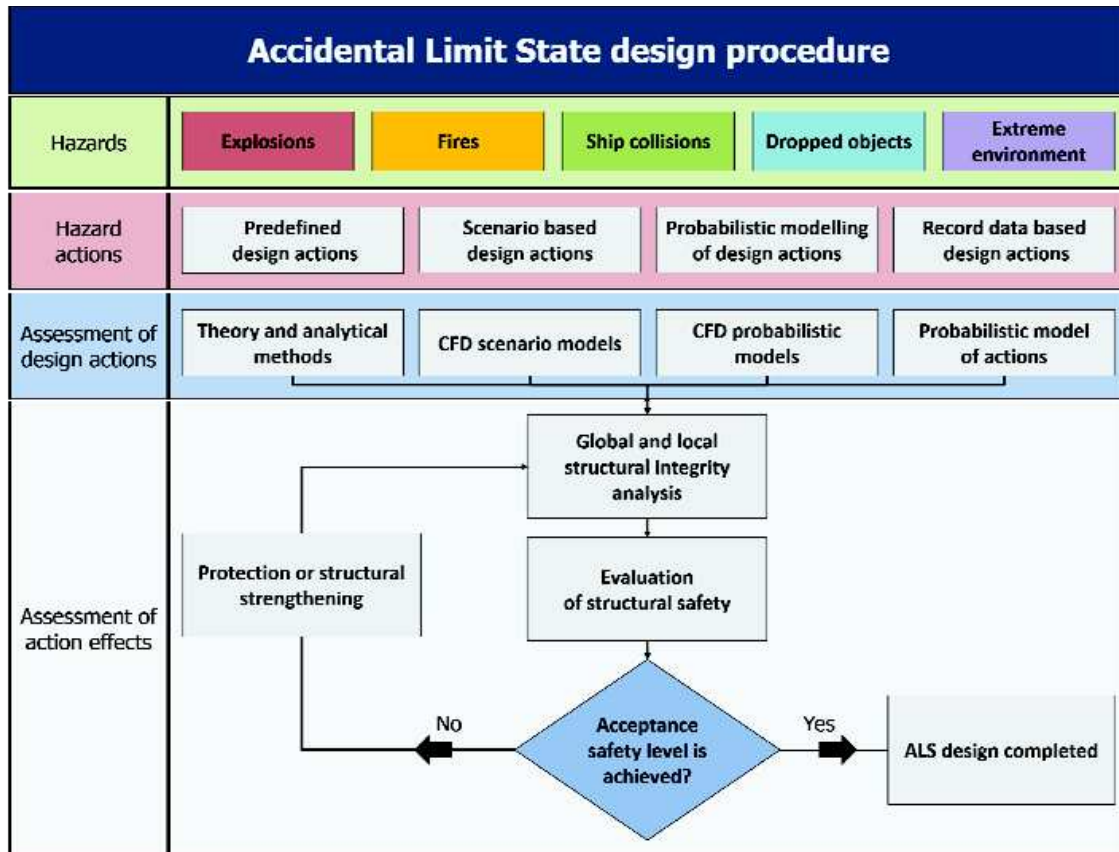 Accidental Limit State design procedure
Hazards
Explosions
Fires
Ship collisions
Dropped objects
Extreme
environment
Hazard
actions
Predefined
design actions
Scenario based
design actions
Probabilistic modelling
of design actions
Record data based
design actions
Assessment of
design actions
Theory and analytical
methods
CFD scenario models
CFD probabilistic
models
Probabilistic model
of actions
Assessment of
action effects
Global and local
structural Integrity
analysis
Protection or structural
strengthening
Evaluation
of structural safety
No
Acceptance
safety level is
achieved?
Yes
ALS design completed